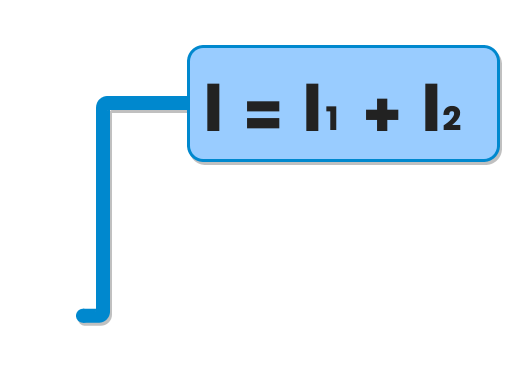 I = I₁ + I₂